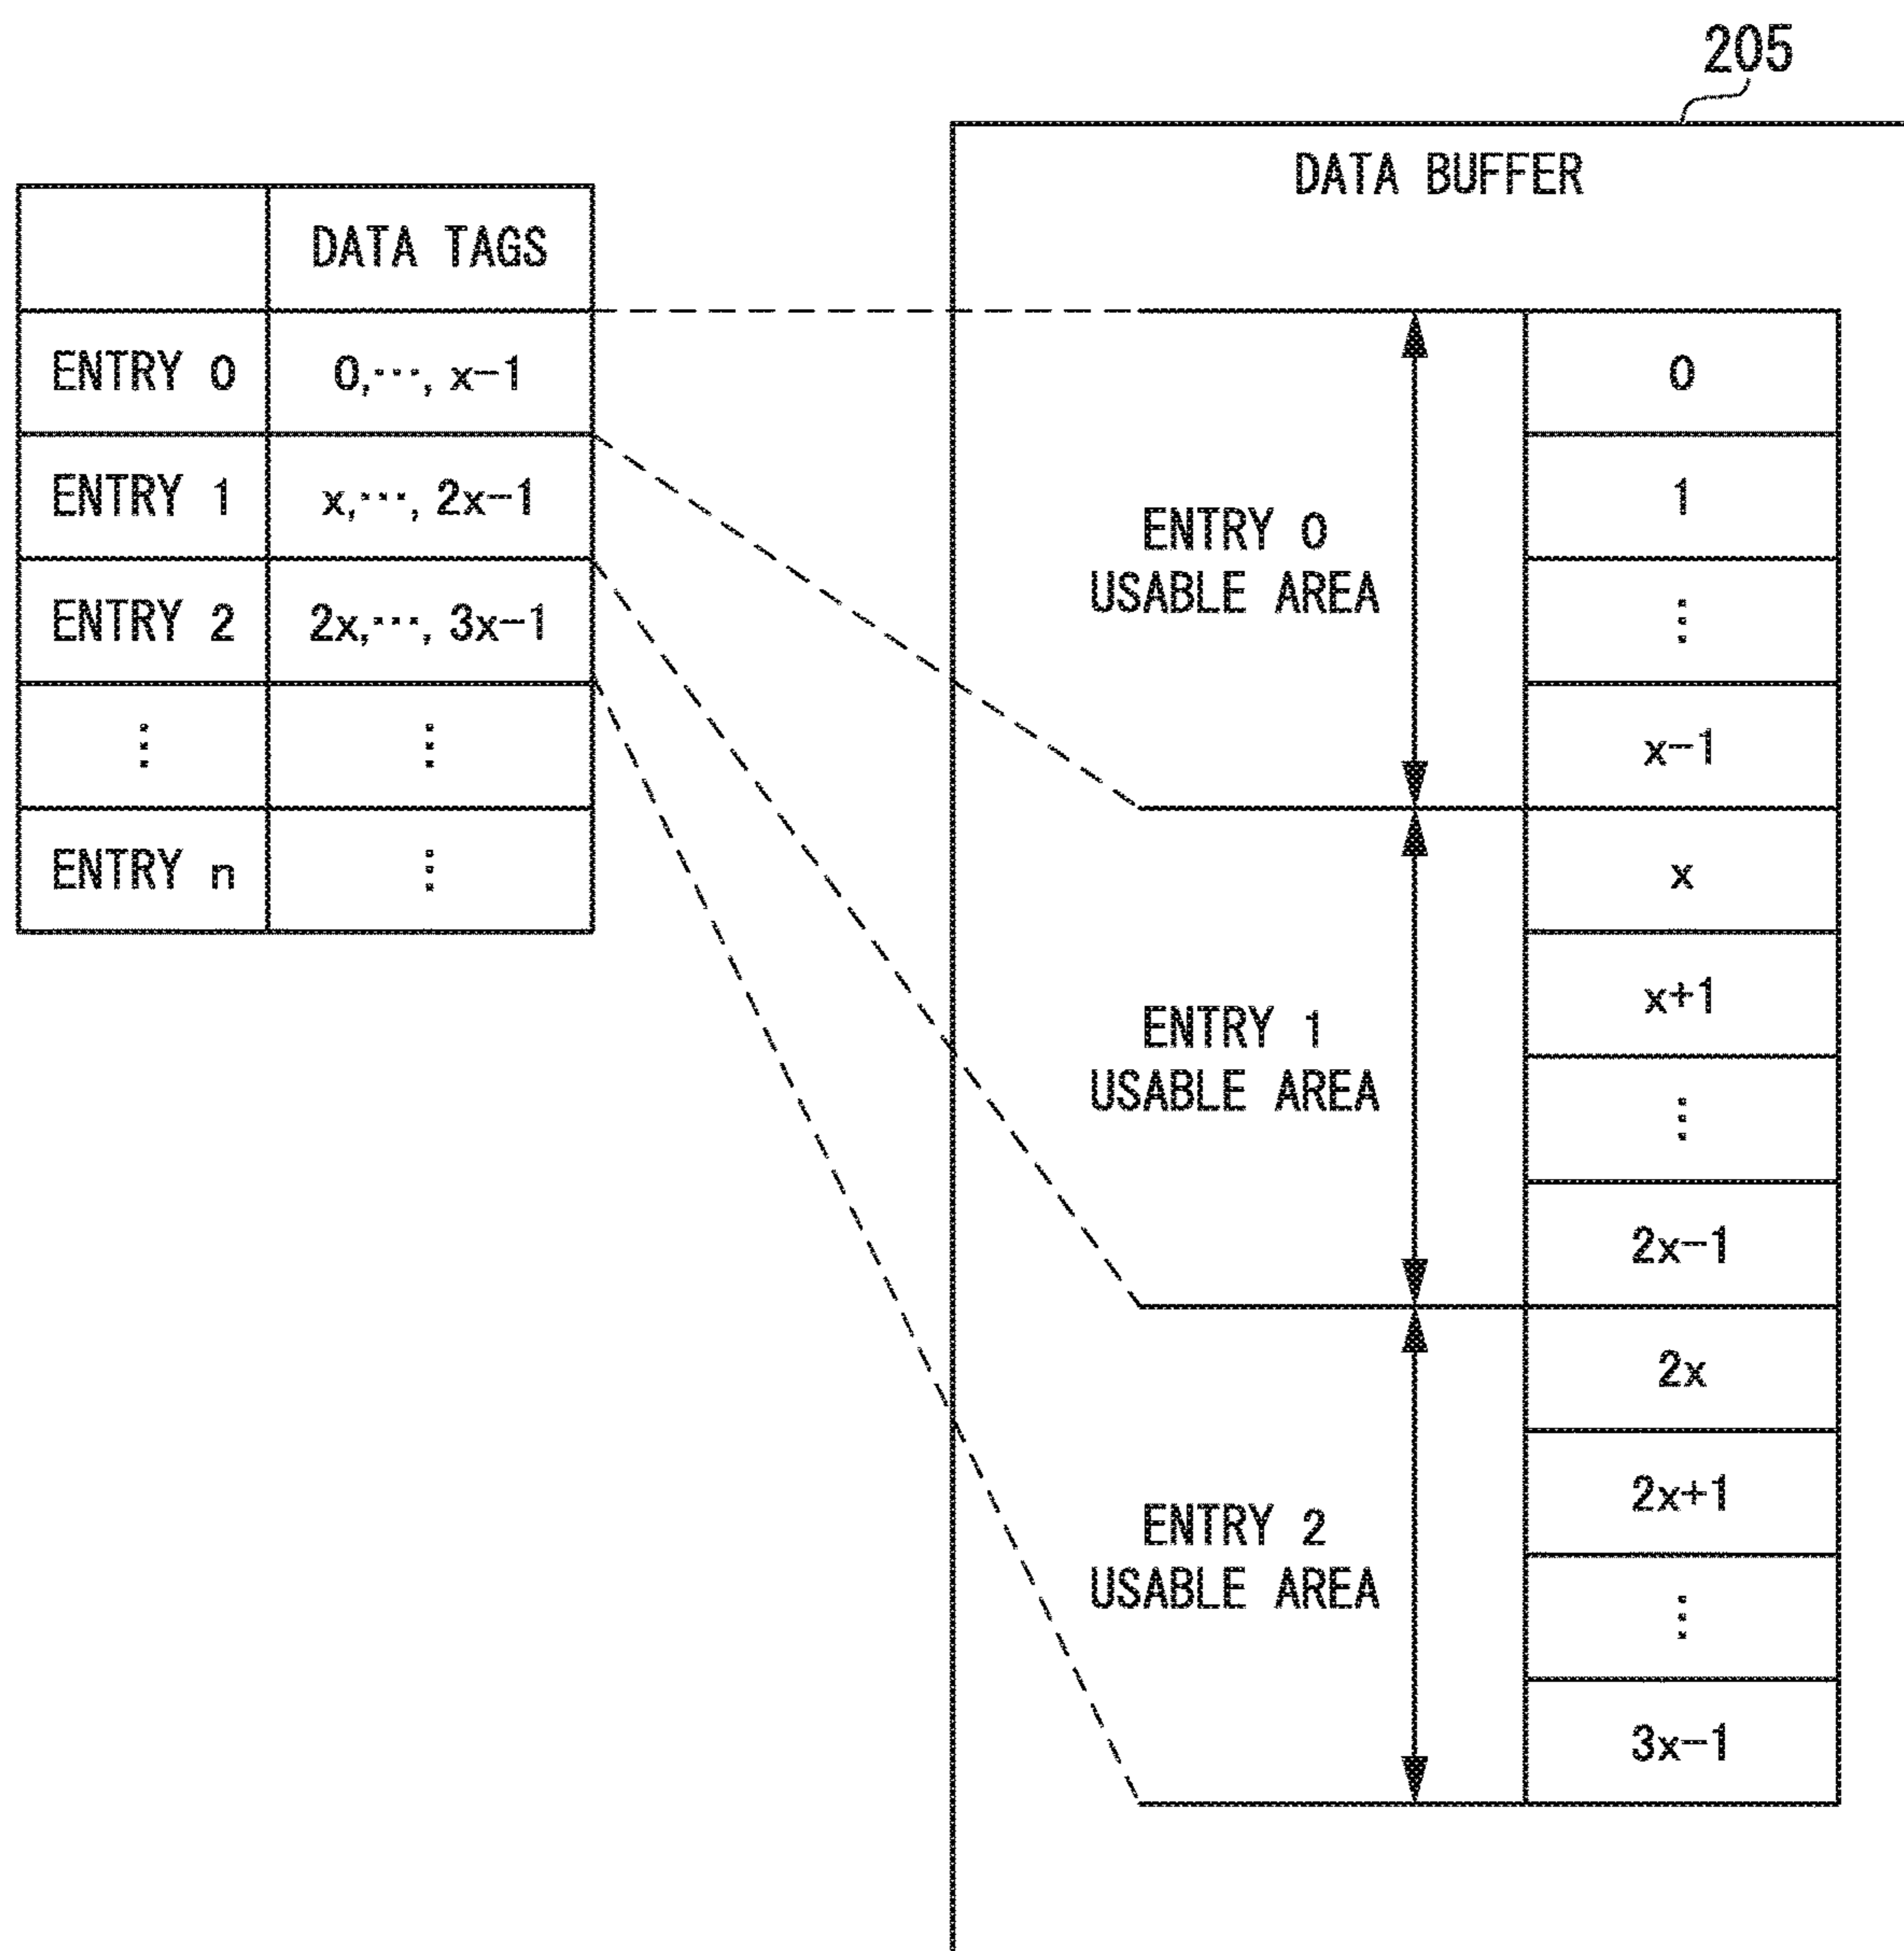 205
DATA BUFFER
DATA TAGS
ENTRY 0 0,⋯, x-1
ENTRY 1 x,⋯, 2x-1
ENTRY 2 2x,⋯, 3x-1
⋮ ⋮
ENTRY n ⋮
ENTRY 0
USABLE AREA
ENTRY 1
USABLE AREA
ENTRY 2
USABLE AREA
0
1
⋮
x-1
x
x+1
⋮
2x-1
2x
2x+1
⋮
3x-1